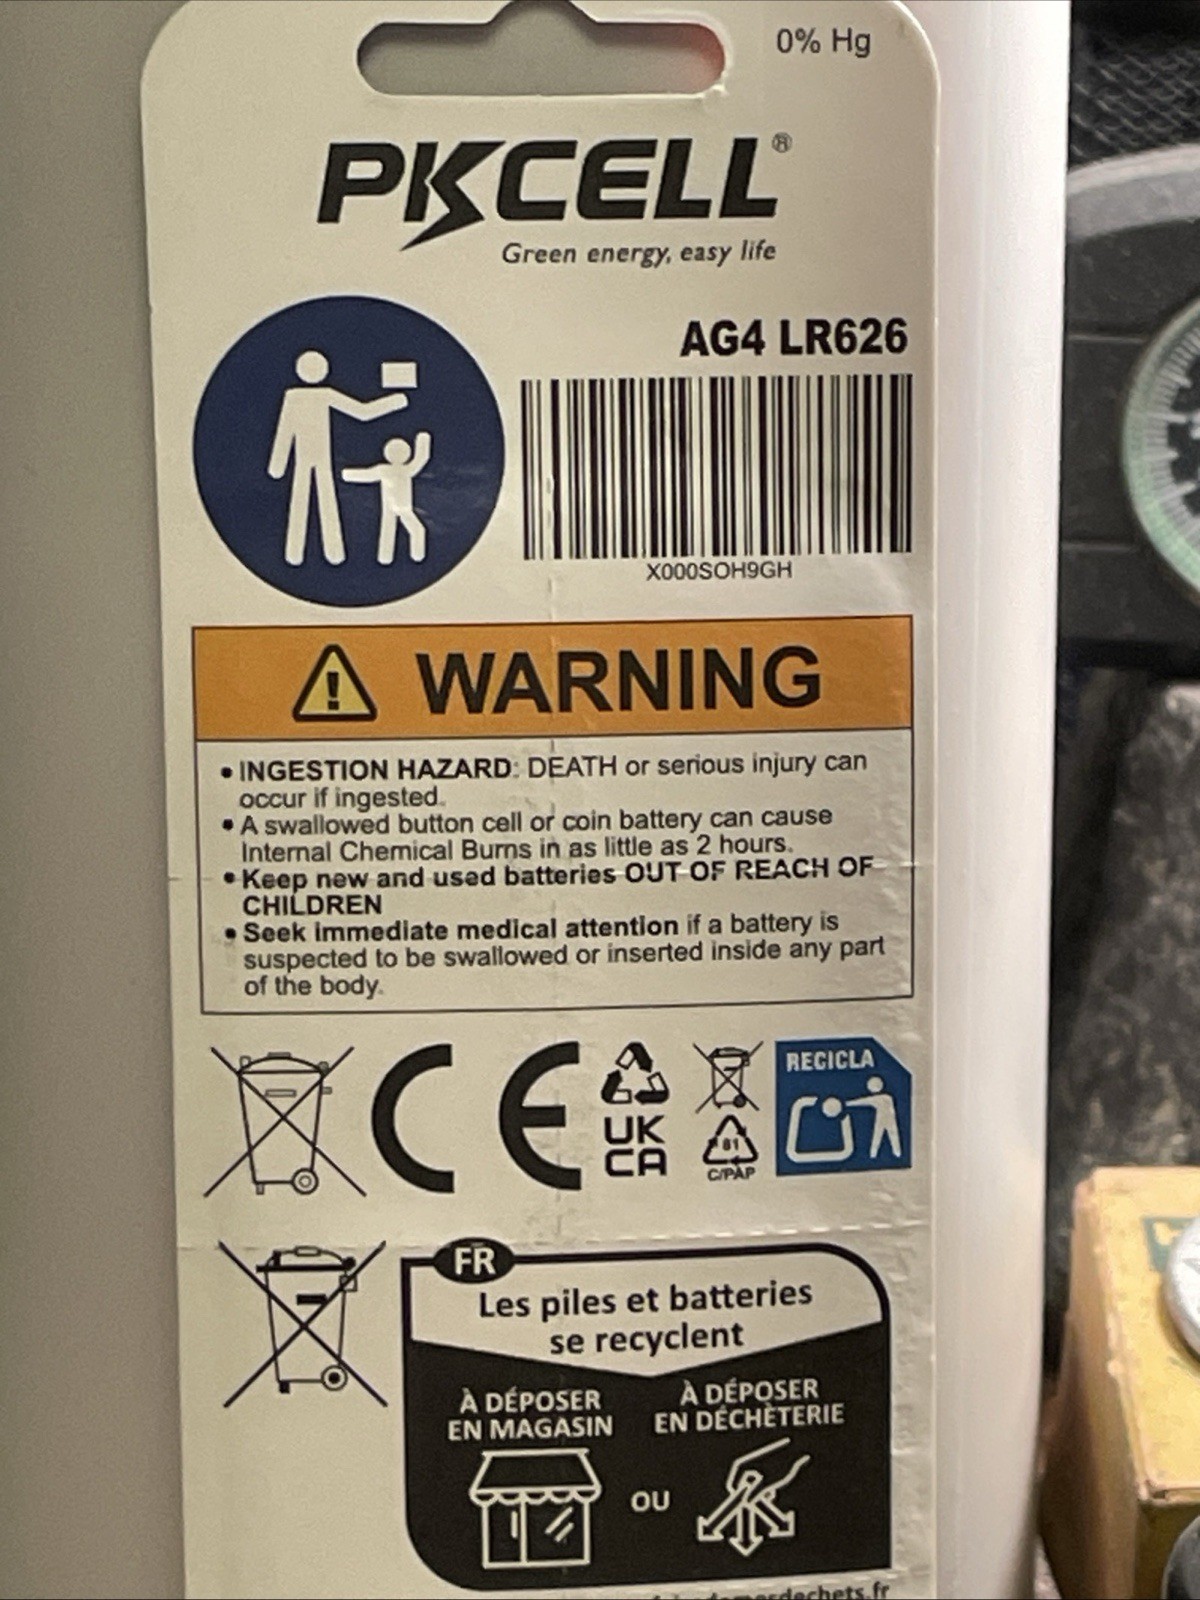 0% Hg
PKCELL®
Green energy, easy life
AG4 LR626
X000SOH9GH
WARNING
• INGESTION HAZARD: DEATH or serious injury can
occur if ingested.
• A swallowed button cell or coin battery can cause
Internal Chemical Burns in as little as 2 hours.
• Keep new and used batteries OUT OF REACH OF
CHILDREN
• Seek immediate medical attention if a battery is
suspected to be swallowed or inserted inside any part
of the body.
CE
UK
CA
81
C/PAP
RECICLA
FR
Les piles et batteries
se recyclent
À DÉPOSER
EN MAGASIN
OU
À DÉPOSER
EN DÉCHÈTERIE